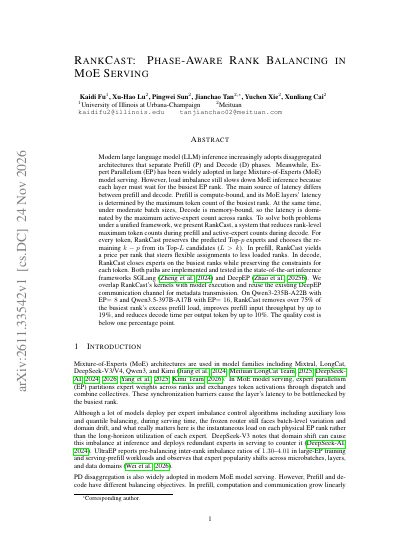 RANKCAST: PHASE-AWARE RANK BALANCING IN
MOE SERVING
Kaidi Fu¹, Xu-Hao Lu², Pingwei Sun², Jianchao Tan²,*, Yuchen Xie², Xunliang Cai²
¹University of Illinois at Urbana-Champaign ²Meituan
kaidifu2@illinois.edu tanjianchao02@meituan.com
ABSTRACT
Modern large language model (LLM) inference increasingly adopts disaggregated
architectures that separate Prefill (P) and Decode (D) phases. Meanwhile, Ex-
pert Parallelism (EP) has been widely adopted in large Mixture-of-Experts (MoE)
model serving. However, load imbalance still slows down MoE inference because
each layer must wait for the busiest EP rank. The main source of latency differs
between prefill and decode. Prefill is compute-bound, and its MoE layers' latency
is determined by the maximum token count of the busiest rank. At the same time,
under moderate batch sizes, Decode is memory-bound, so the latency is domi-
nated by the maximum active-expert count across ranks. To solve both problems
under a unified framework, we present RankCast, a system that reduces rank-level
maximum token counts during prefill and active-expert counts during decode. For
every token, RankCast preserves the predicted Top-p experts and chooses the re-
maining k − p from its Top-L candidates (L > k). In prefill, RankCast yields
a price per rank that steers flexible assignments to less loaded ranks. In decode,
RankCast closes experts on the busiest ranks while preserving the constraints for
each token. Both paths are implemented and tested in the state-of-the-art inference
frameworks SGLang (Zheng et al., 2024) and DeepEP (Zhao et al., 2025b). We
overlap RankCast's kernels with model execution and reuse the existing DeepEP
communication channel for metadata transmission. On Qwen3-235B-A22B with
EP= 8 and Qwen3.5-397B-A17B with EP= 16, RankCast removes over 75% of
the busiest rank's excess prefill load, improves prefill input throughput by up to
19%, and reduces decode time per output token by up to 10%. The quality cost is
below one percentage point.
1 INTRODUCTION
Mixture-of-Experts (MoE) architectures are used in model families including Mixtral, LongCat,
DeepSeek-V3/V4, Qwen3, and Kimi (Jiang et al., 2024; Meituan LongCat Team, 2025; DeepSeek-
AI, 2024; 2026; Yang et al., 2025; Kimi Team, 2026). In MoE model serving, expert parallelism
(EP) partitions expert weights across ranks and exchanges token activations through dispatch and
combine collectives. These synchronization barriers cause the layer's latency to be bottlenecked by
the busiest rank.
Although a lot of models deploy per expert imbalance control algorithms including auxiliary loss
and quantile balancing, during serving time, the frozen router still faces batch-level variation and
domain drift, and what really matters here is the instantaneous load on each physical EP rank rather
than the long-horizon utilization of each expert. DeepSeek-V3 notes that domain shift can cause
this imbalance at inference and deploys redundant experts in serving to counter it (DeepSeek-AI,
2024). UltraEP reports pre-balancing inter-rank imbalance ratios of 1.30–4.01 in large-EP training
and serving-prefill workloads and observes that expert popularity shifts across microbatches, layers,
and data domains (Wei et al., 2026).
PD disaggregation is also widely adopted in modern MoE model serving. However, Prefill and de-
code have different balancing objectives. In prefill, computation and communication grow linearly
*Corresponding author.
1
arXiv:2611.33542v1 [cs.DC] 24 Nov 2026